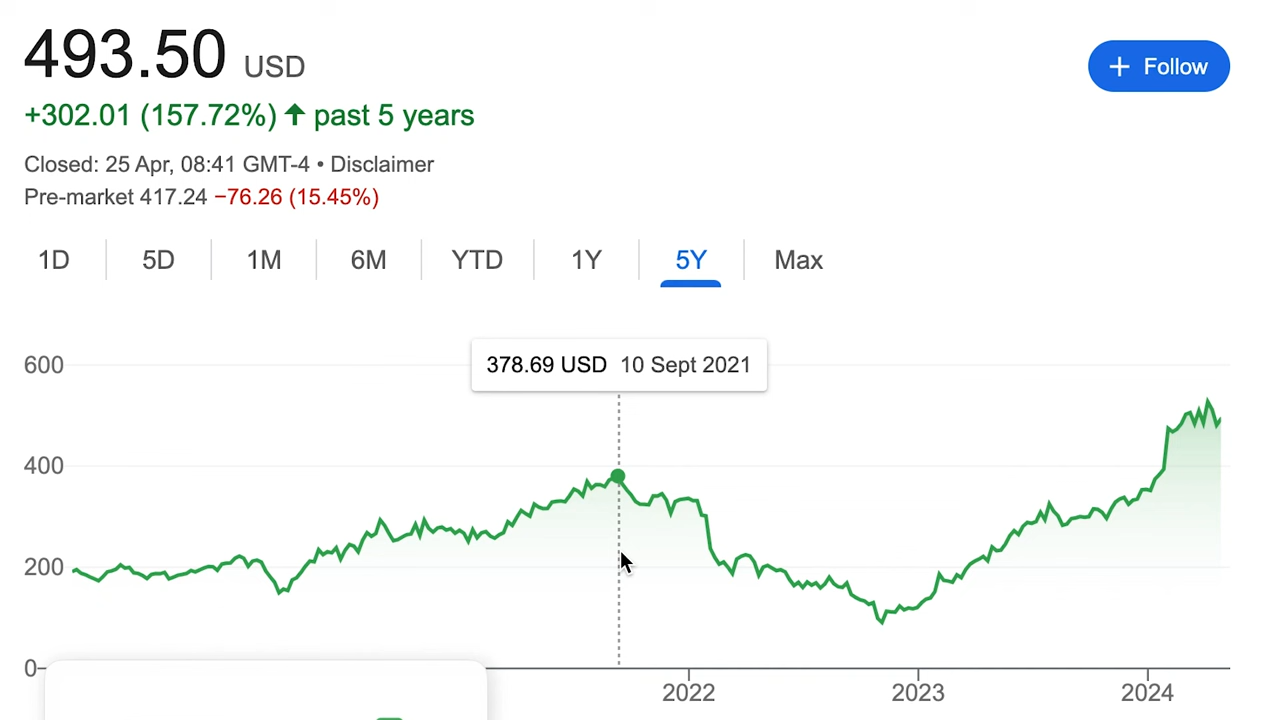 493.50 USD
+ Follow
+302.01 (157.72%) ↑ past 5 years
Closed: 25 Apr, 08:41 GMT-4 • Disclaimer
Pre-market 417.24 −76.26 (15.45%)
1D 5D 1M 6M YTD 1Y 5Y Max
378.69 USD 10 Sept 2021
600
400
200
0
2022 2023 2024